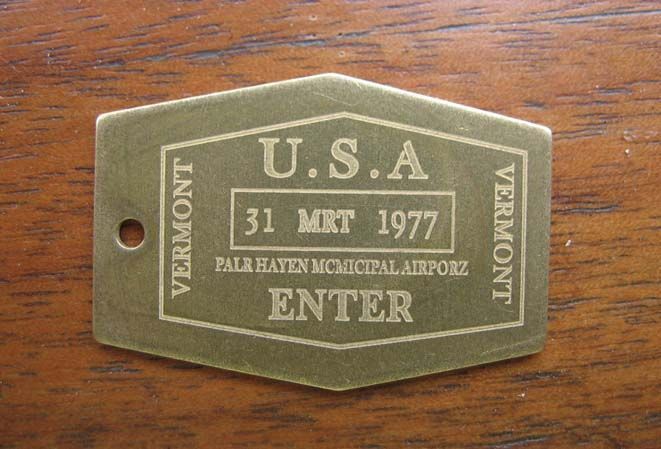 U.S.A
VERMONT
31 MRT 1977
VERMONT
PALR HAYEN MCMICIPAL AIRPORZ
ENTER